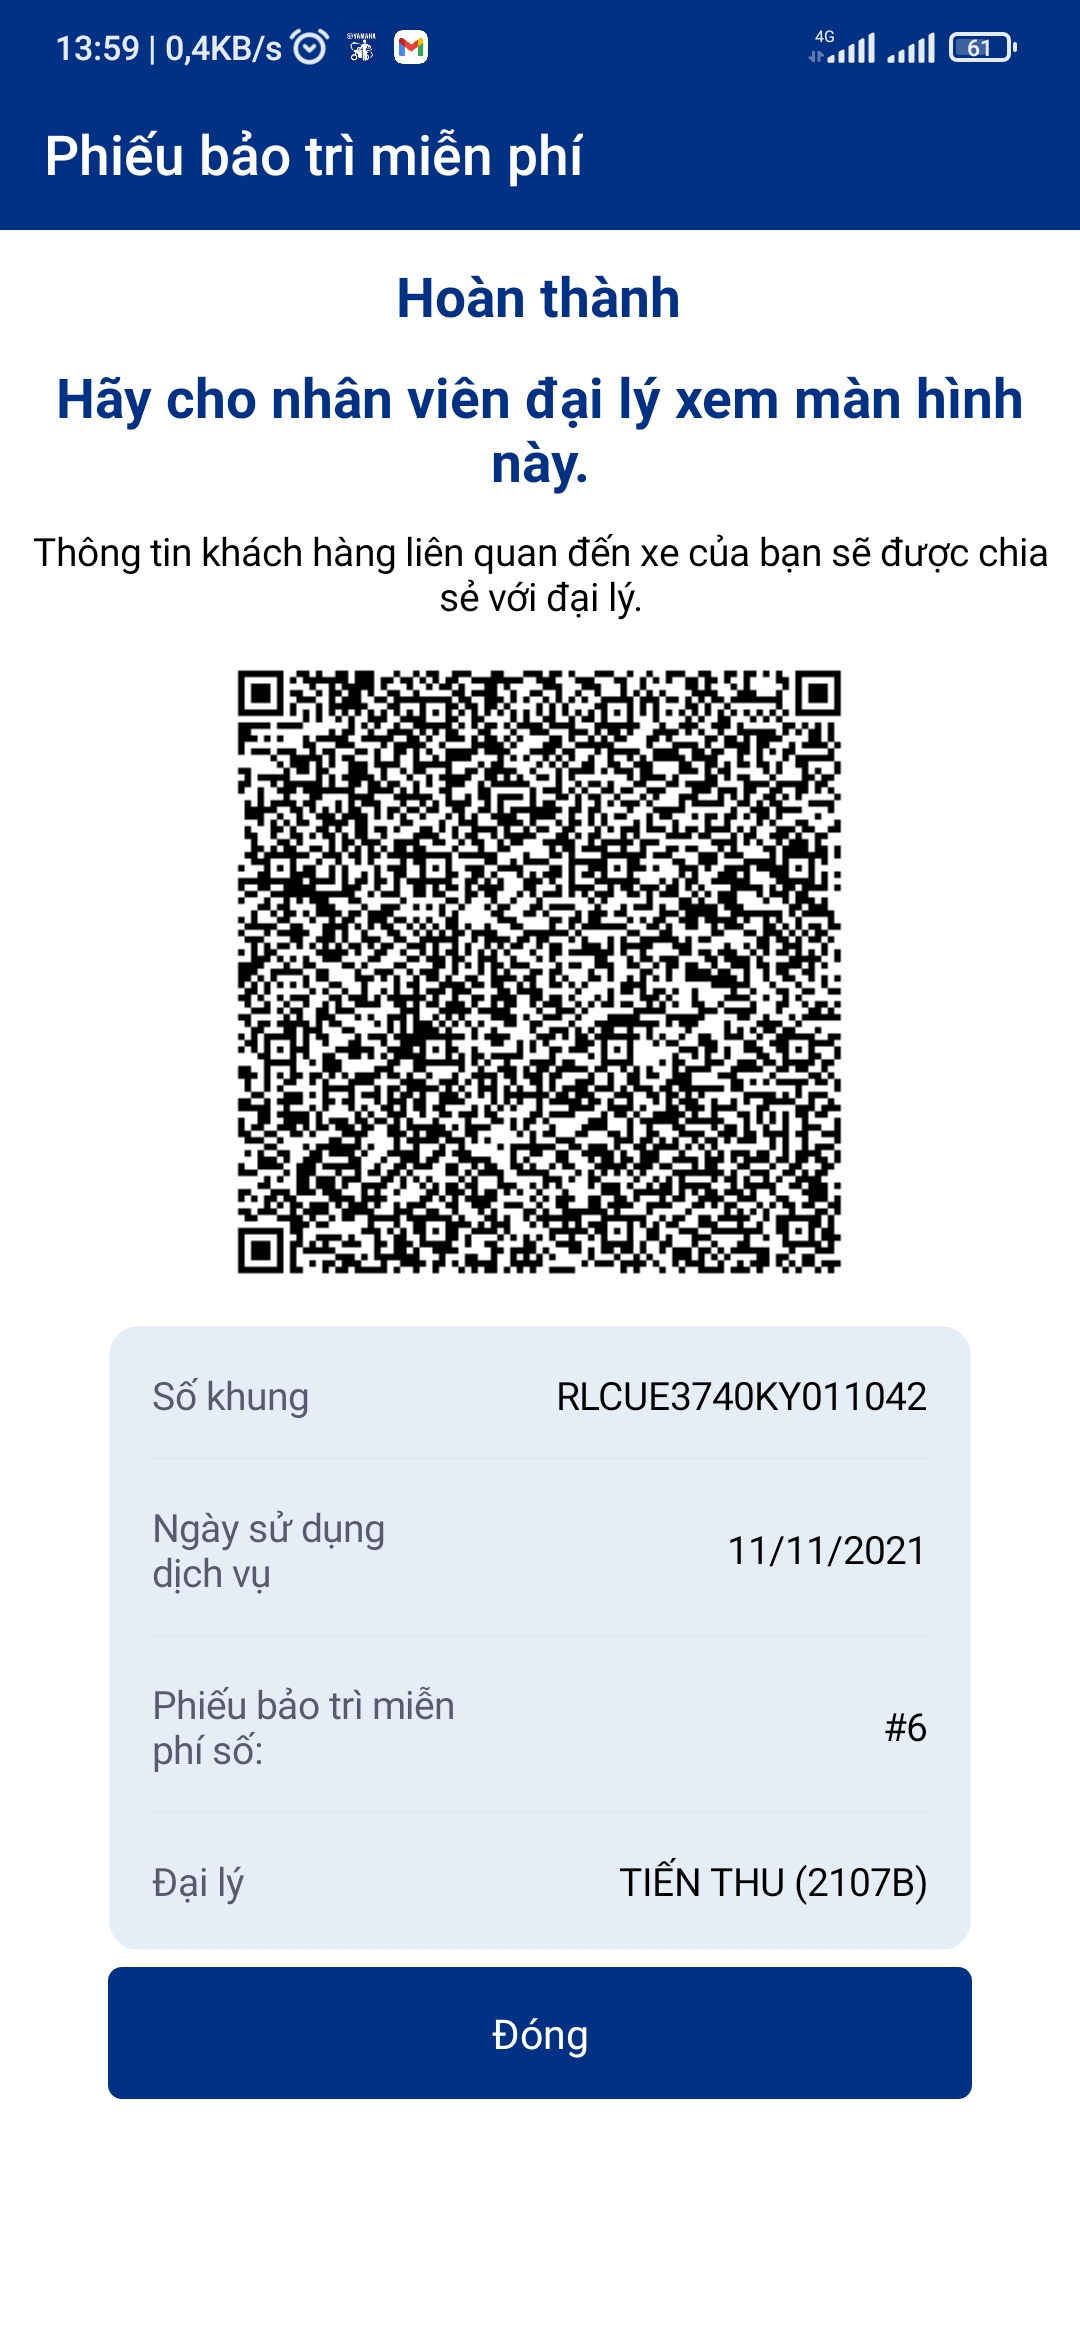 13:59 | 0,4KB/s YAMAHA 4G 61
Phiếu bảo trì miễn phí
Hoàn thành
Hãy cho nhân viên đại lý xem màn hình
này.
Thông tin khách hàng liên quan đến xe của bạn sẽ được chia
sẻ với đại lý.
Số khung RLCUE3740KY011042
Ngày sử dụng
dịch vụ 11/11/2021
Phiếu bảo trì miễn
phí số: #6
Đại lý TIẾN THU (2107B)
Đóng